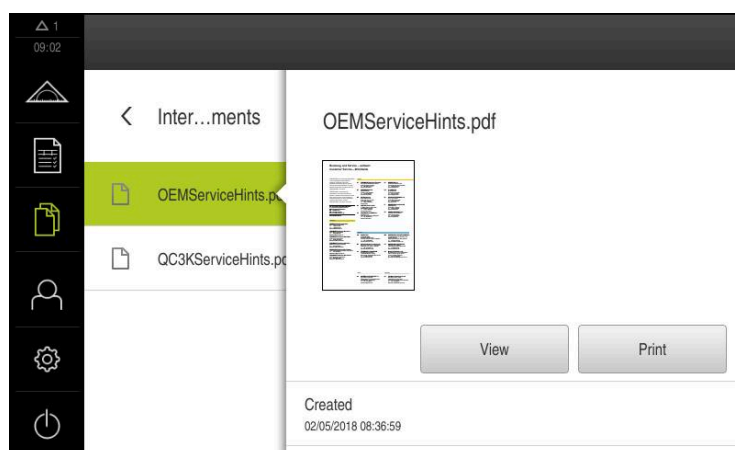 1
09:02
Inter…ments
OEMServiceHints.pdf
OEMServiceHints.pd
QC3KServiceHints.pd
View
Print
Created
02/05/2018 08:36:59